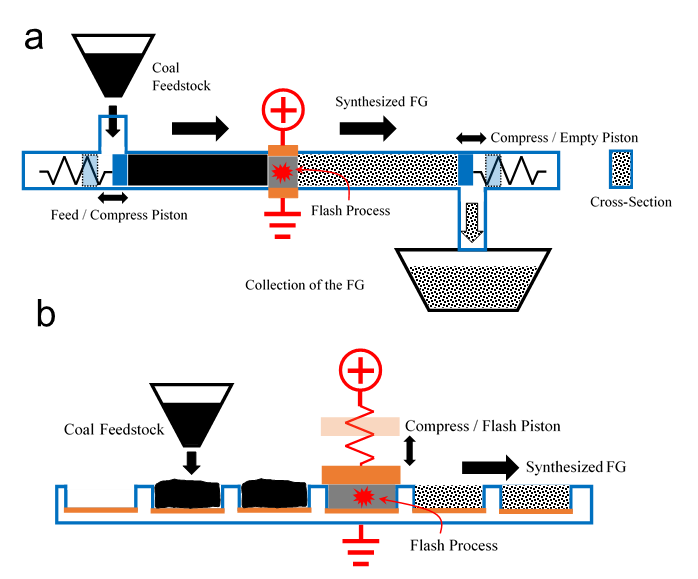 a
Coal
Feedstock
Synthesized FG
Compress / Empty Piston
Feed / Compress Piston
Flash Process
Cross-Section
Collection of the FG
b
Coal Feedstock
Compress / Flash Piston
Synthesized FG
Flash Process